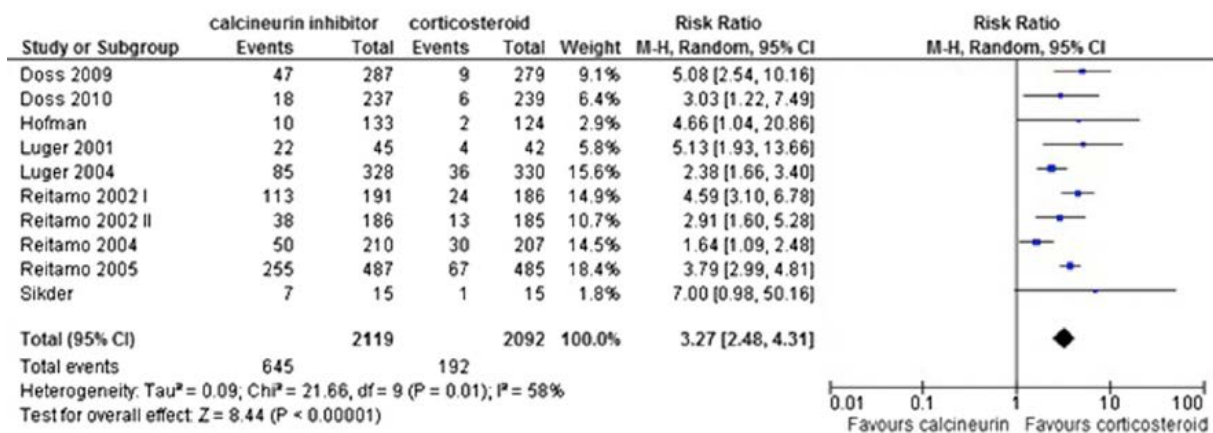 calcineurin inhibitor corticosteroid Risk Ratio Risk Ratio
Study or Subgroup Events Total Events Total Weight M-H, Random, 95% CI M-H, Random, 95% CI
Doss 2009 47 287 9 279 9.1% 5.08 [2.54, 10.16]
Doss 2010 18 237 6 239 6.4% 3.03 [1.22, 7.49]
Hofman 10 133 2 124 2.9% 4.66 [1.04, 20.86]
Luger 2001 22 45 4 42 5.8% 5.13 [1.93, 13.66]
Luger 2004 85 328 36 330 15.6% 2.38 [1.66, 3.40]
Reitamo 2002 I 113 191 24 186 14.9% 4.59 [3.10, 6.78]
Reitamo 2002 II 38 186 13 185 10.7% 2.91 [1.60, 5.28]
Reitamo 2004 50 210 30 207 14.5% 1.64 [1.09, 2.48]
Reitamo 2005 255 487 67 485 18.4% 3.79 [2.99, 4.81]
Sikder 7 15 1 15 1.8% 7.00 [0.98, 50.16]
Total (95% CI) 2119 2092 100.0% 3.27 [2.48, 4.31]
Total events 645 192
Heterogeneity: Tau² = 0.09; Chi² = 21.66, df = 9 (P = 0.01); I² = 58%
Test for overall effect: Z = 8.44 (P < 0.00001)
0.01 0.1 1 10 100
Favours calcineurin Favours corticosteroid